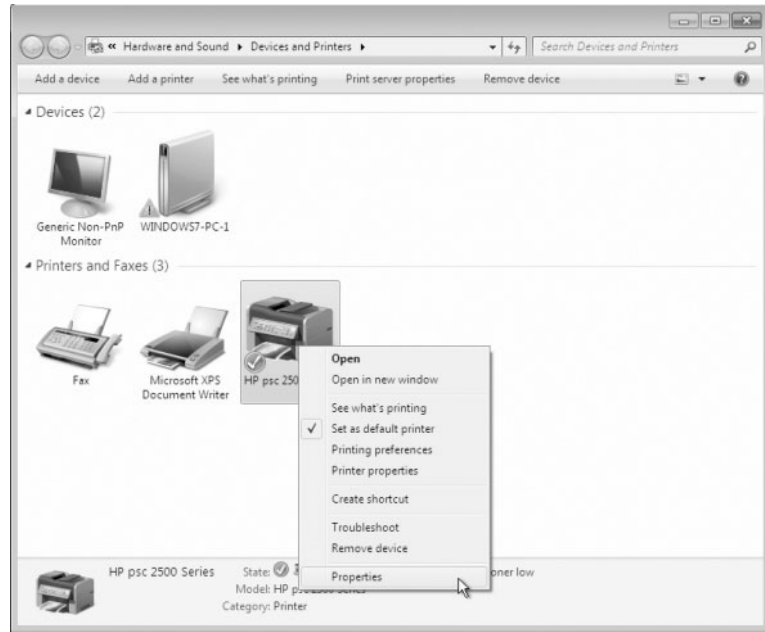 « Hardware and Sound ▸ Devices and Printers ▸
Search Devices and Printers
Add a device Add a printer See what's printing Print server properties Remove device
Devices (2)
Generic Non-PnP
Monitor
WINDOWS7-PC-1
Printers and Faxes (3)
Fax
Microsoft XPS
Document Writer
HP psc 250
Open
Open in new window
See what's printing
Set as default printer
Printing preferences
Printer properties
Create shortcut
Troubleshoot
Remove device
Properties
HP psc 2500 Series State: oner low
Model: HP psc 2500 Series
Category: Printer